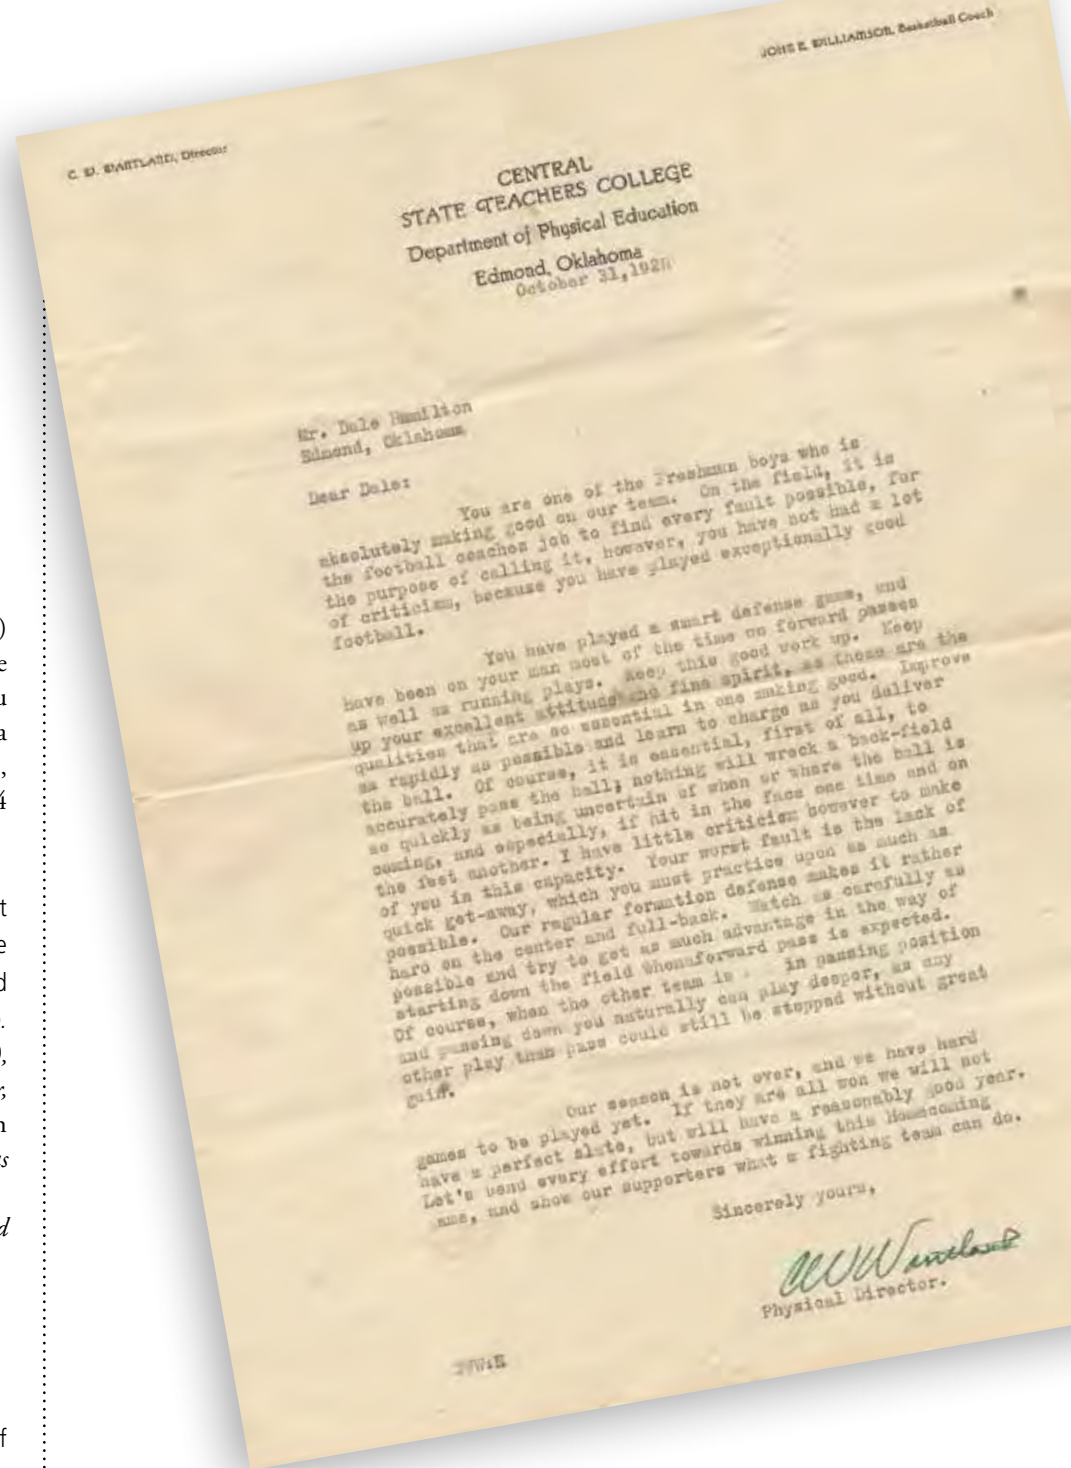 JOHN E. WILLIAMSON, Basketball Coach
C. W. WANTLAND, Director
CENTRAL
STATE TEACHERS COLLEGE
Department of Physical Education
Edmond, Oklahoma
October 31,192
Mr. Dale Hamilton
Edmond, Oklahoma
Dear Dale:
You are one of the Freshman boys who is
absolutely making good on our team. On the field, it is
the football coaches job to find every fault possible, for
the purpose of calling it, however, you have not had a lot
of criticism, because you have played exceptionally good
football.
You have played a smart defense game, and
have been on your man most of the time on forward passes
as well as running plays. Keep this good work up. Keep
up your excellent attitude and fine spirit, as those are the
qualities that are so essential in one making good. Improve
as rapidly as possible and learn to charge as you deliver
the ball. Of course, it is essential, first of all, to
accurately pass the ball; nothing will wreck a back-field
as quickly as being uncertain of when or where the ball is
coming, and especially, if hit in the face one time and on
the feet another. I have little criticism however to make
of you in this capacity. Your worst fault is the lack of
quick get-away, which you must practice upon as much as
possible. Our regular formation defense makes it rather
hard on the center and full-back. Watch as carefully as
possible and try to get as much advantage in the way of
starting down the field whenaforward pass is expected.
Of course, when the other team is in passing position
and passing down you naturally can play deeper, as any
other play than pass could still be stopped without great
gain.
Our season is not over, and we have hard
games to be played yet. If they are all won we will not
have a perfect slate, but will have a reasonably good year.
Let's bend every effort towards winning this Homecoming
ame, and show our supporters what a fighting team can do.
Sincerely yours,
CW Wantland
Physical Director.
)
e
u
a
,
4
t
e
d
.
),
r,
n
s
d
f